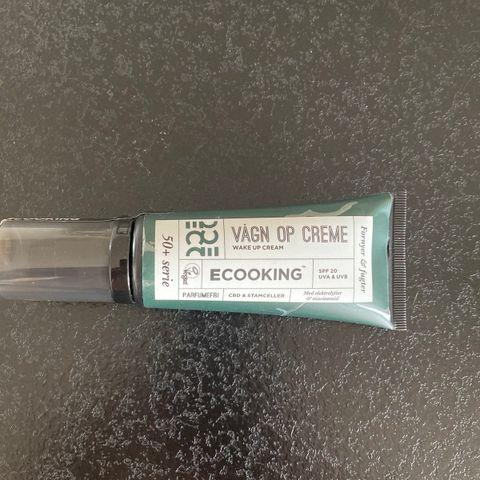 ECOOKING
50+ serie
VÅGN OP CREME
WAKE UP CREAM
Vegan
ECOOKING™
SPF 20
UVA & UVB
PARFUMEFRI
CBD & STAMCELLER
Med elektrolytter
& niacinamid
Fornyer & fugter